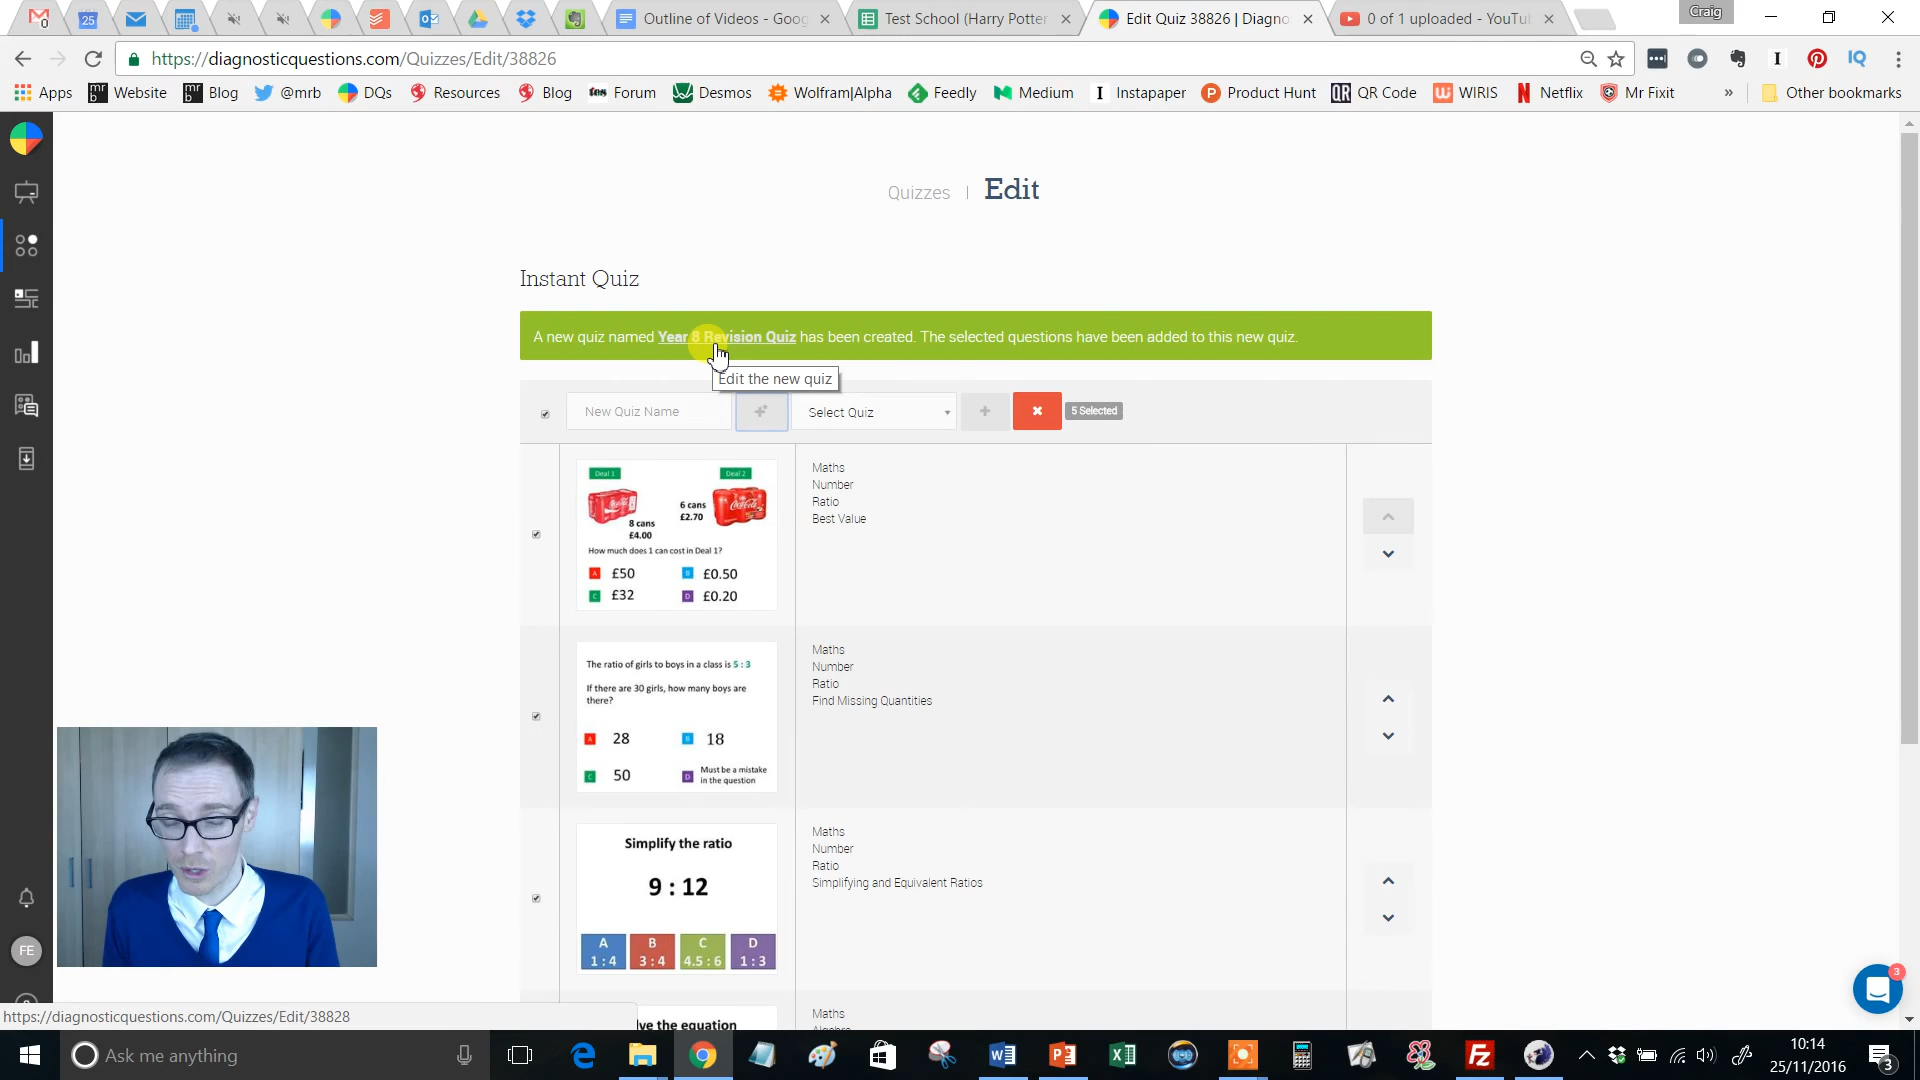 Outline of Videos - Goog
Test School (Harry Potter
Edit Quiz 38826 | Diagno
0 of 1 uploaded - YouTu
Craig
https://diagnosticquestions.com/Quizzes/Edit/38826
Apps
Website
Blog
@mrb
DQs
Resources
Blog
Forum
Desmos
Wolfram|Alpha
Feedly
Medium
Instapaper
Product Hunt
QR Code
WIRIS
Netflix
Mr Fixit
»
Other bookmarks
Quizzes | Edit
Instant Quiz
A new quiz named Year 8 Revision Quiz has been created. The selected questions have been added to this new quiz.
Edit the new quiz
New Quiz Name
Select Quiz
5 Selected
Deal 1
Deal 2
8 cans
£4.00
6 cans
£2.70
How much does 1 can cost in Deal 1?
A £50 B £0.50
C £32 D £0.20
Maths
Number
Ratio
Best Value
The ratio of girls to boys in a class is 5 : 3
If there are 30 girls, how many boys are
there?
A 28 B 18
C 50 D Must be a mistake
in the question
Maths
Number
Ratio
Find Missing Quantities
Simplify the ratio
9 : 12
A B C D
1 : 4 3 : 4 4.5 : 6 1 : 3
Maths
Number
Ratio
Simplifying and Equivalent Ratios
lve the equation
Maths
FE
3
https://diagnosticquestions.com/Quizzes/Edit/38828
Ask me anything
10:14
25/11/2016
3